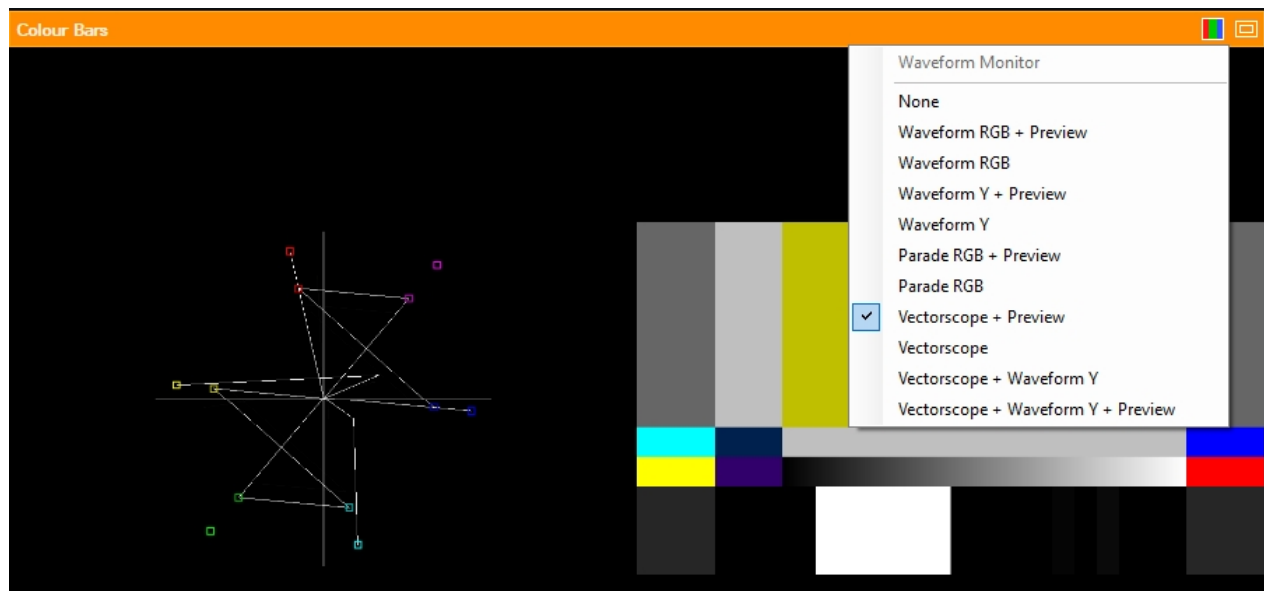 Colour Bars
Waveform Monitor
None
Waveform RGB + Preview
Waveform RGB
Waveform Y + Preview
Waveform Y
Parade RGB + Preview
Parade RGB
Vectorscope + Preview
Vectorscope
Vectorscope + Waveform Y
Vectorscope + Waveform Y + Preview